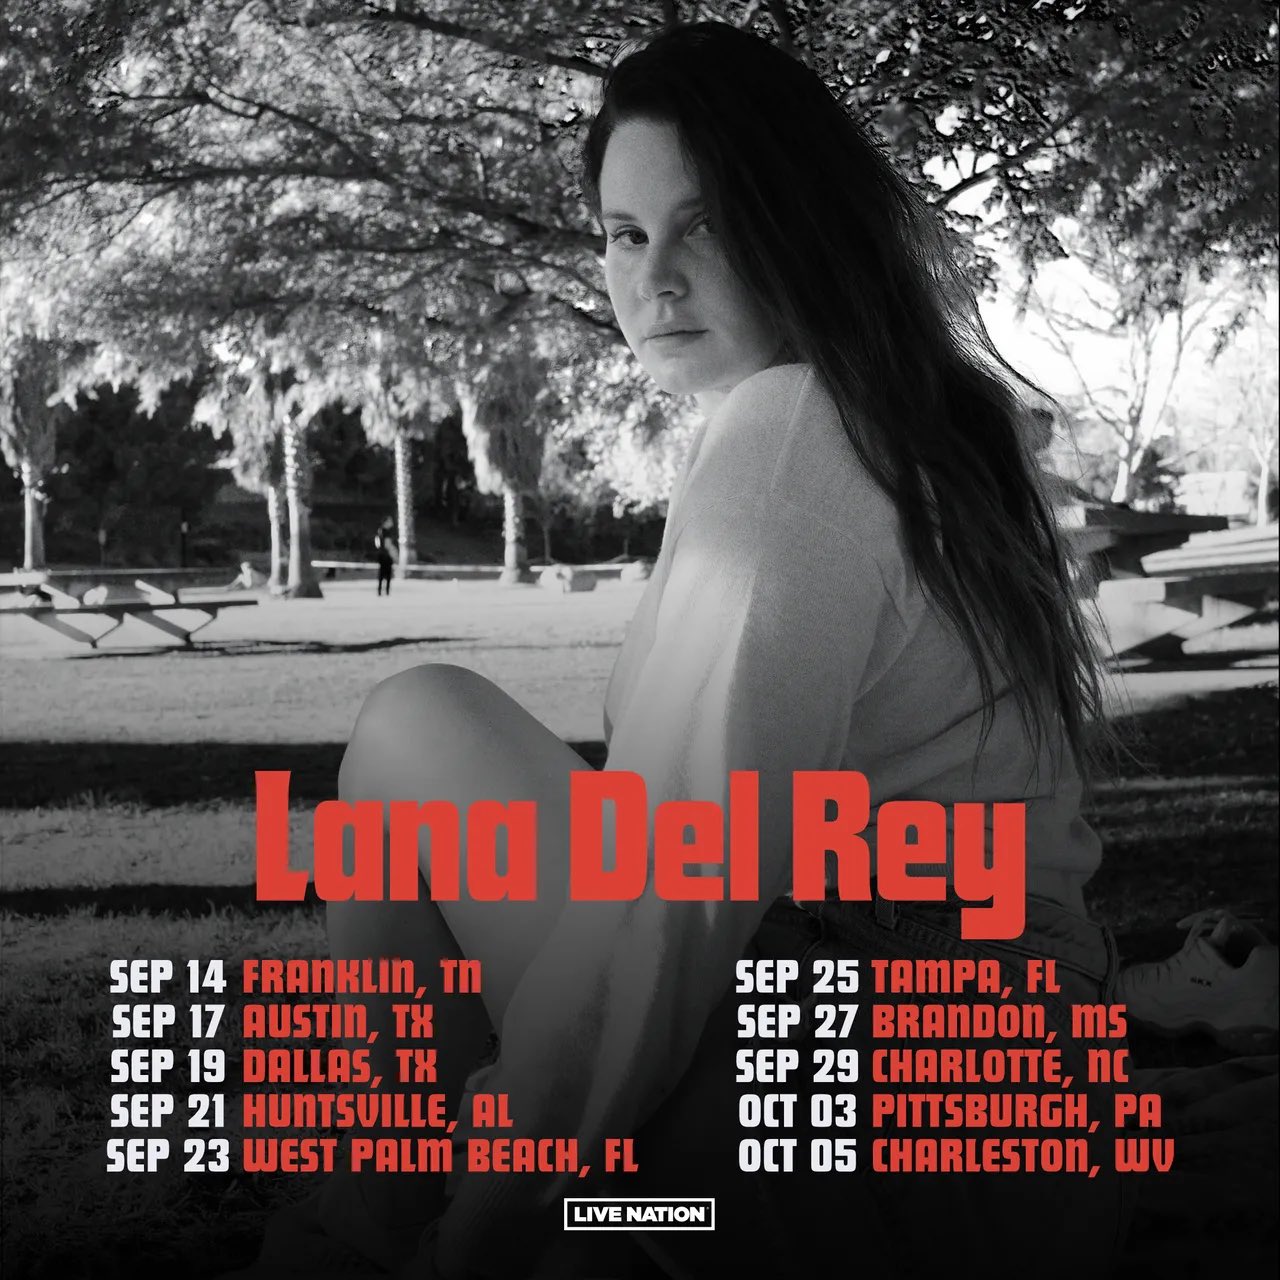 Lana Del Rey
SEP 14 FRANKLIN, TN
SEP 17 AUSTIN, TX
SEP 19 DALLAS, TX
SEP 21 HUNTSVILLE, AL
SEP 23 WEST PALM BEACH, FL
SEP 25 TAMPA, FL
SEP 27 BRANDON, MS
SEP 29 CHARLOTTE, NC
OCT 03 PITTSBURGH, PA
OCT 05 CHARLESTON, WV
LIVE NATION